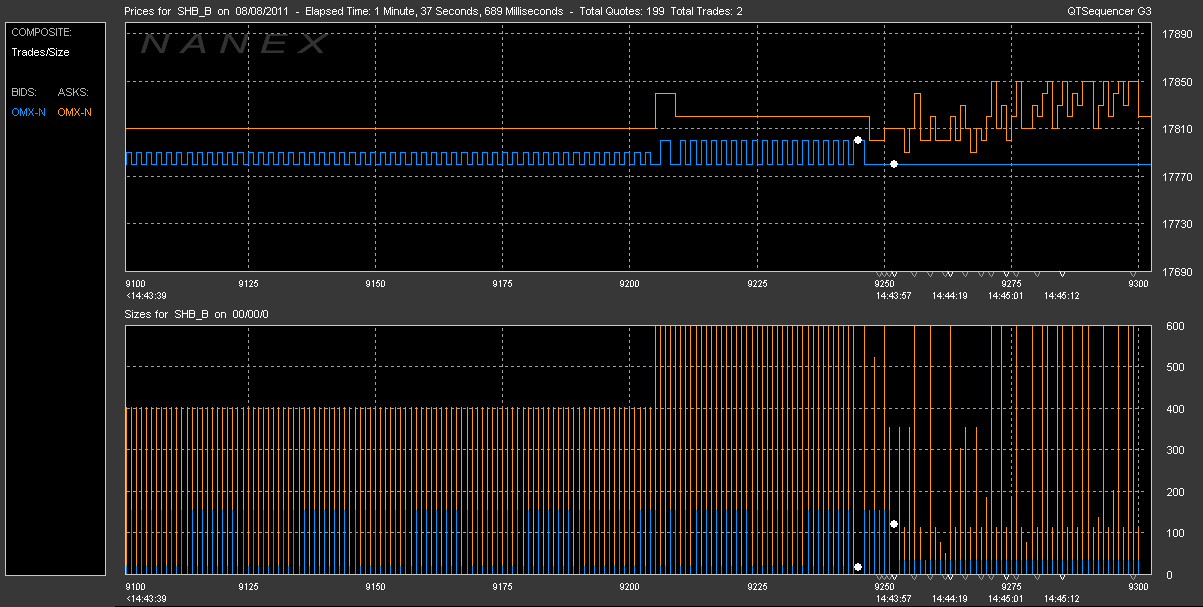 Prices for SHB_B on 08/08/2011 - Elapsed Time: 1 Minute, 37 Seconds, 689 Milliseconds - Total Quotes: 199 Total Trades: 2
QTSequencer G3
COMPOSITE:
Trades/Size
BIDS: ASKS:
OMX-N OMX-N
NANEX
17890
17850
17810
17770
17730
17690
9100 9125 9150 9175 9200 9225 9250 9275 9300
<14:43:39 14:43:57 14:44:19 14:45:01 14:45:12
Sizes for SHB_B on 00/00/0
600
500
400
300
200
100
0
9100 9125 9150 9175 9200 9225 9250 9275 9300
<14:43:39 14:43:57 14:44:19 14:45:01 14:45:12